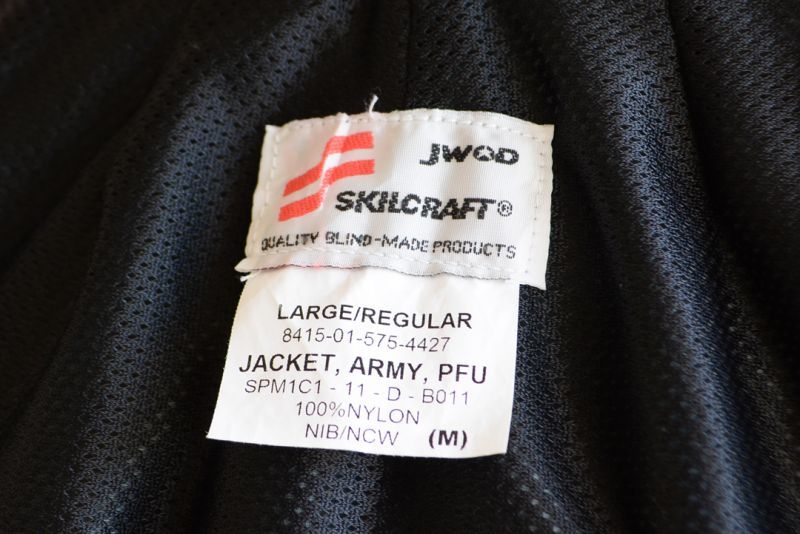 JWOD
SKILCRAFT®
QUALITY BLIND-MADE PRODUCTS
LARGE/REGULAR
8415-01-575-4427
JACKET, ARMY, PFU
SPM1C1 - 11 - D - B011
100%NYLON
NIB/NCW (M)